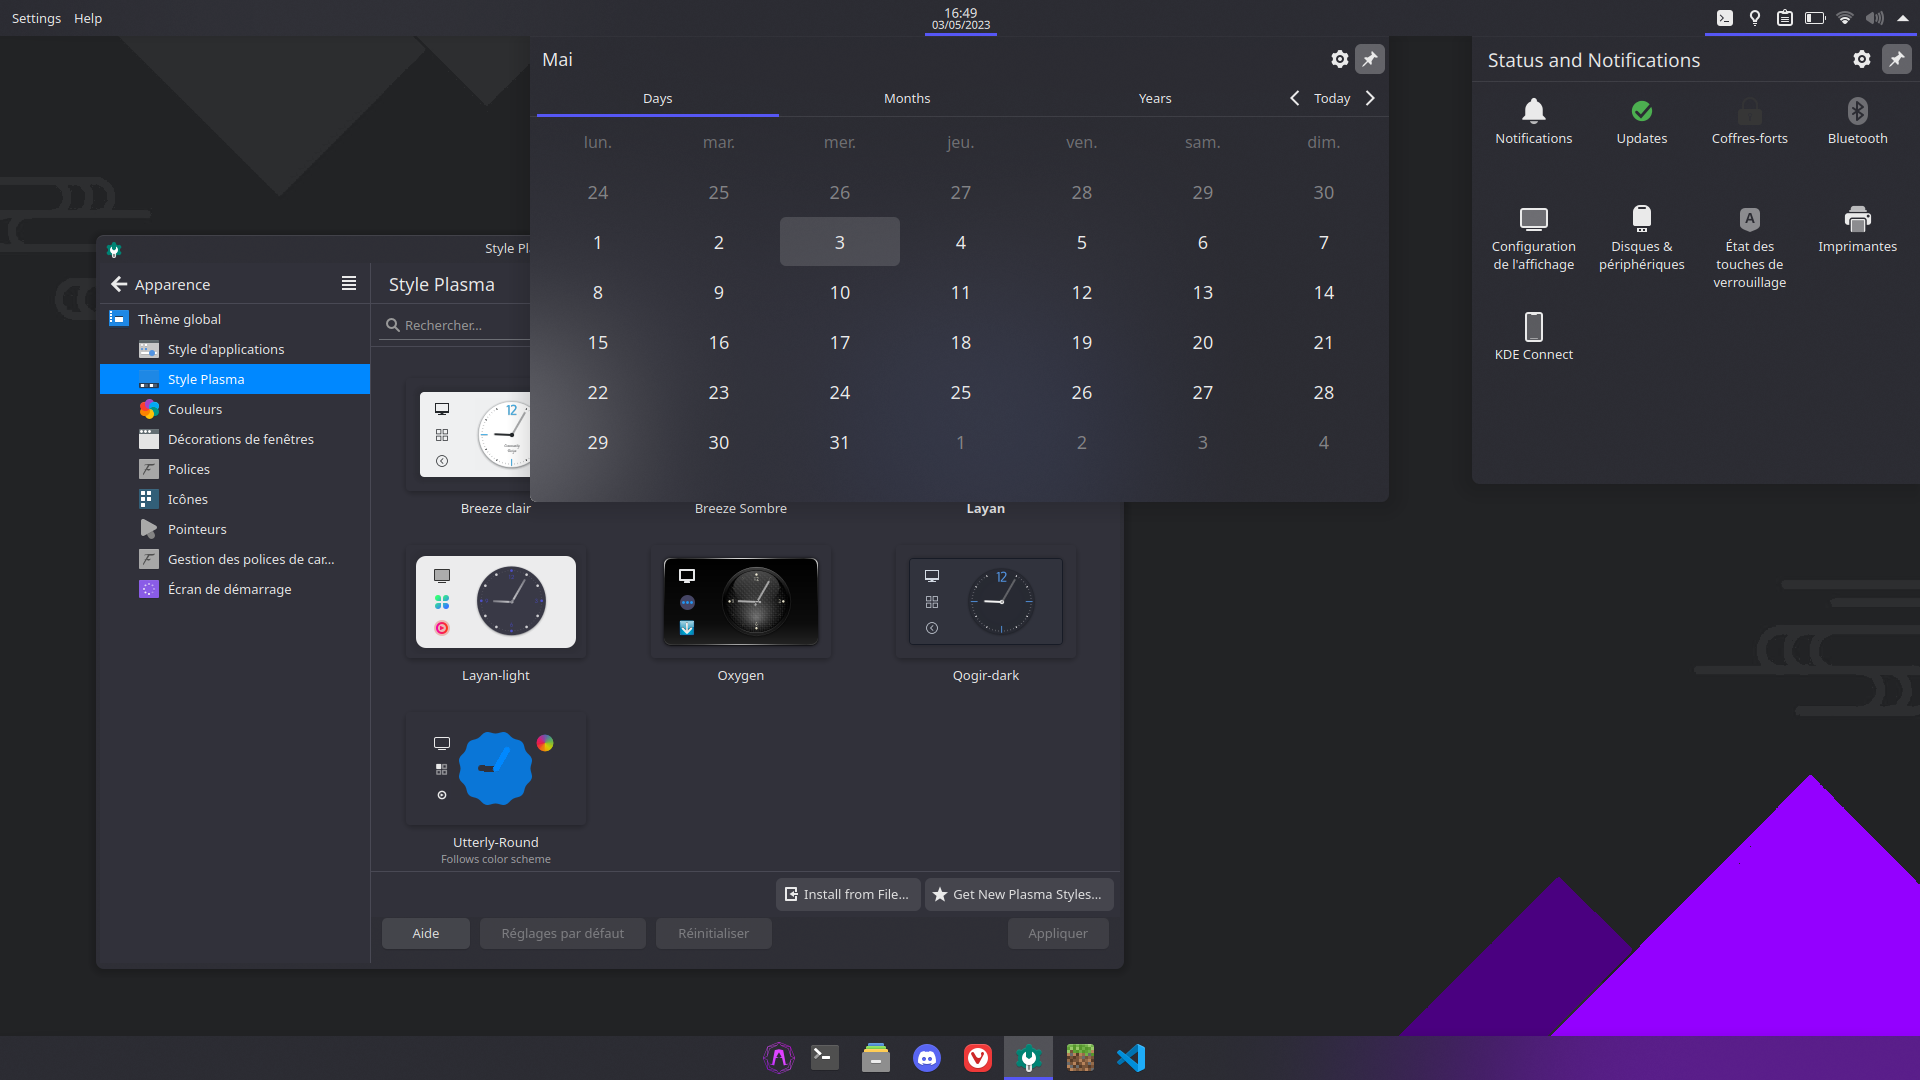 Settings Help
16:49
03/05/2023
Mai
Days Months Years Today
lun. mar. mer. jeu. ven. sam. dim.
24 25 26 27 28 29 30
1 2 3 4 5 6 7
8 9 10 11 12 13 14
15 16 17 18 19 20 21
22 23 24 25 26 27 28
29 30 31 1 2 3 4
Status and Notifications
Notifications Updates Coffres-forts Bluetooth
Configuration de l'affichage
Disques & périphériques
État des touches de verrouillage
Imprimantes
KDE Connect
Style Pl
Apparence
Thème global
Style d'applications
Style Plasma
Couleurs
Décorations de fenêtres
Polices
Icônes
Pointeurs
Gestion des polices de car...
Écran de démarrage
Style Plasma
Rechercher...
12
Breeze clair Breeze Sombre Layan
12
Layan-light Oxygen Qogir-dark
Utterly-Round
Follows color scheme
Install from File... Get New Plasma Styles...
Aide Réglages par défaut Réinitialiser Appliquer